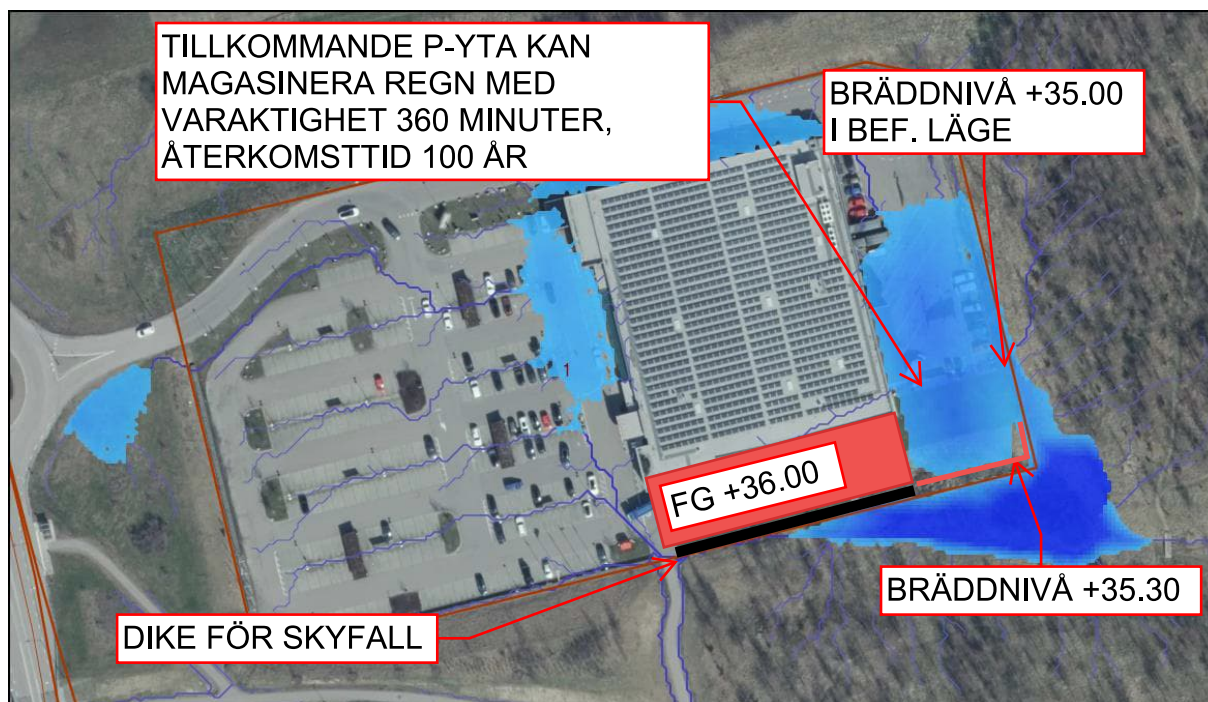 TILLKOMMANDE P-YTA KAN
MAGASINERA REGN MED
VARAKTIGHET 360 MINUTER,
ÅTERKOMSTTID 100 ÅR
BRÄDDNIVÅ +35.00
I BEF. LÄGE
1
FG +36.00
BRÄDDNIVÅ +35.30
DIKE FÖR SKYFALL